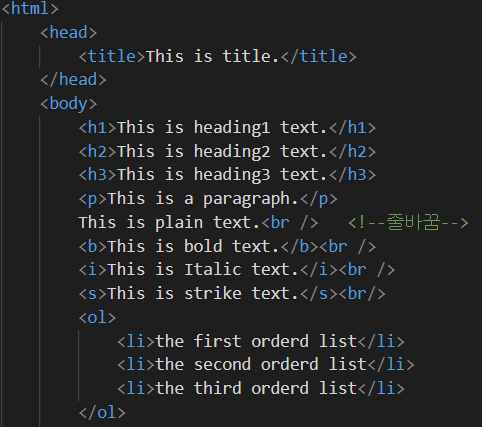 <html>
<head>
<title>This is title.</title>
</head>
<body>
<h1>This is heading1 text.</h1>
<h2>This is heading2 text.</h2>
<h3>This is heading3 text.</h3>
<p>This is a paragraph.</p>
This is plain text.<br />   <!--줄바꿈-->
<b>This is bold text.</b><br />
<i>This is Italic text.</i><br />
<s>This is strike text.</s><br/>
<ol>
<li>the first orderd list</li>
<li>the second orderd list</li>
<li>the third orderd list</li>
</ol>